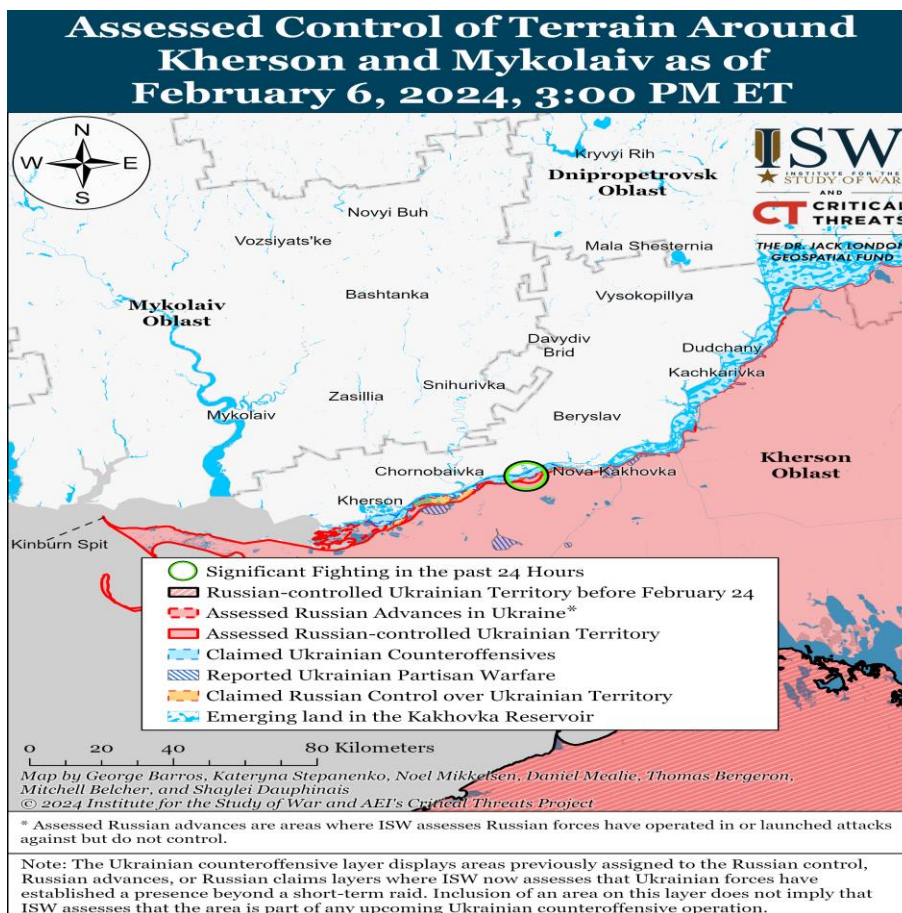 Assessed Control of Terrain Around
Kherson and Mykolaiv as of
February 6, 2024, 3:00 PM ET
N
W E
S
ISW
INSTITUTE FOR THE
STUDY OF WAR
AND
CT CRITICAL
THREATS
THE DR. JACK LONDON
GEOSPATIAL FUND
Kryvyi Rih
Dnipropetrovsk
Oblast
Novyi Buh
Vozsiyats'ke
Mala Shesternia
Bashtanka
Vysokopillya
Mykolaiv
Oblast
Davydiv
Brid
Dudchany
Kachkarivka
Snihurivka
Zasillia
Mykolaiv
Beryslav
Kherson
Oblast
Chornobaivka
Nova Kakhovka
Kherson
Kinburn Spit
Significant Fighting in the past 24 Hours
Russian-controlled Ukrainian Territory before February 24
Assessed Russian Advances in Ukraine*
Assessed Russian-controlled Ukrainian Territory
Claimed Ukrainian Counteroffensives
Reported Ukrainian Partisan Warfare
Claimed Russian Control over Ukrainian Territory
Emerging land in the Kakhovka Reservoir
0 20 40 80 Kilometers
Map by George Barros, Kateryna Stepanenko, Noel Mikkelsen, Daniel Mealie, Thomas Bergeron,
Mitchell Belcher, and Shaylei Dauphinais
© 2024 Institute for the Study of War and AEI's Critical Threats Project
* Assessed Russian advances are areas where ISW assesses Russian forces have operated in or launched attacks
against but do not control.
Note: The Ukrainian counteroffensive layer displays areas previously assigned to the Russian control,
Russian advances, or Russian claims layers where ISW now assesses that Ukrainian forces have
established a presence beyond a short-term raid. Inclusion of an area on this layer does not imply that
ISW assesses that the area is part of any upcoming Ukrainian counteroffensive operation.